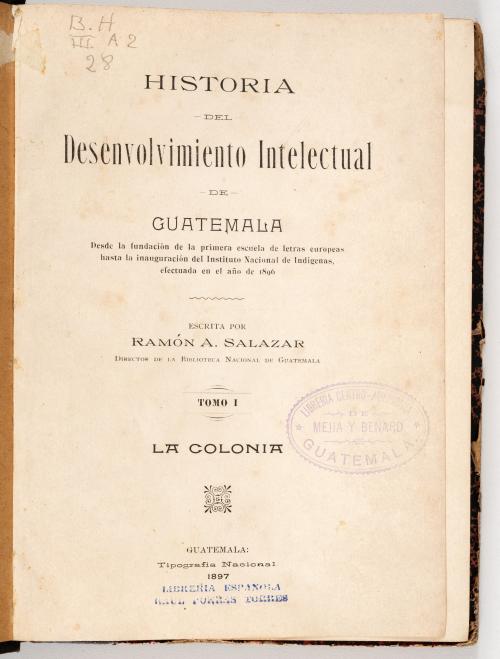 B. H
III A 2
28
HISTORIA
DEL
Desenvolvimiento Intelectual
DE
GUATEMALA
Desde la fundación de la primera escuela de letras europeas
hasta la inauguración del Instituto Nacional de Indígenas,
efectuada en el año de 1896
ESCRITA POR
RAMÓN A. SALAZAR
DIRECTOR DE LA BIBLIOTECA NACIONAL DE GUATEMALA
TOMO I
LIBRERIA CENTRO-AMERICANA
DE
MEJIA Y BENARD
GUATEMALA
LA COLONIA
GUATEMALA:
Tipografía Nacional
1897
LIBRERIA ESPAÑOLA
RAUL PORRAS TORRES